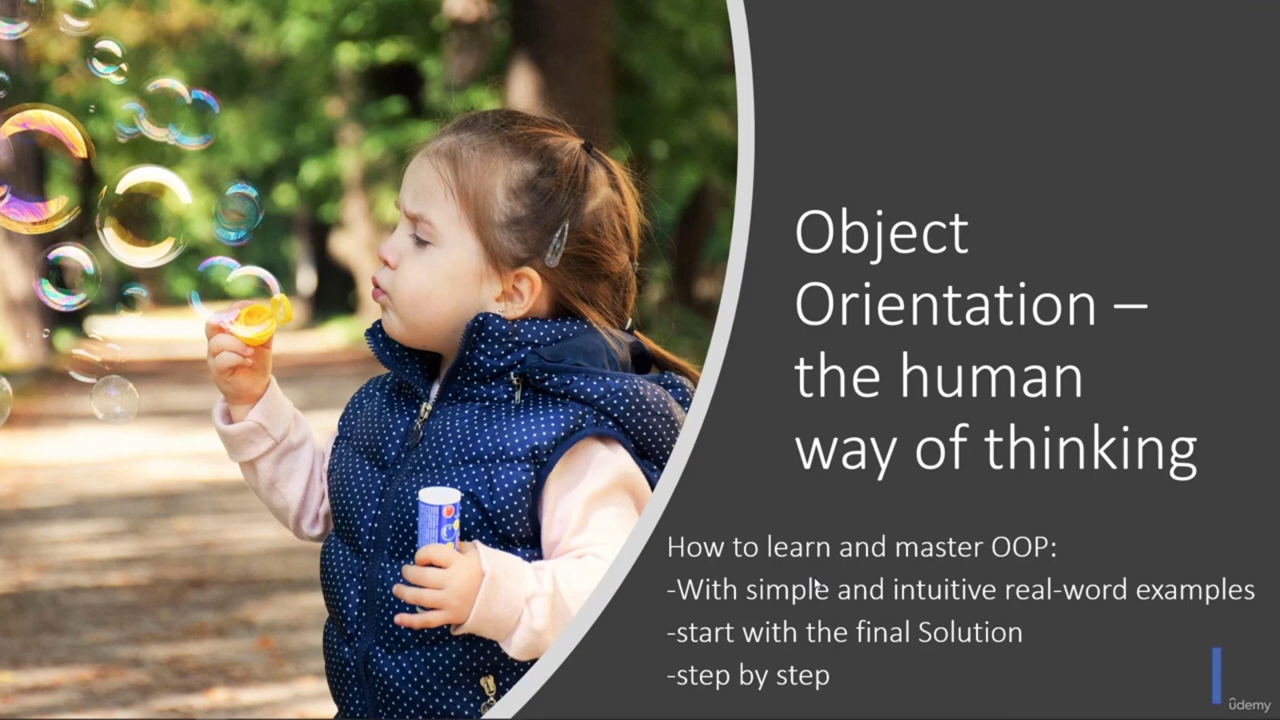 Object
Orientation –
the human
way of thinking
How to learn and master OOP:
-With simple and intuitive real-word examples
-start with the final Solution
-step by step
ûdemy